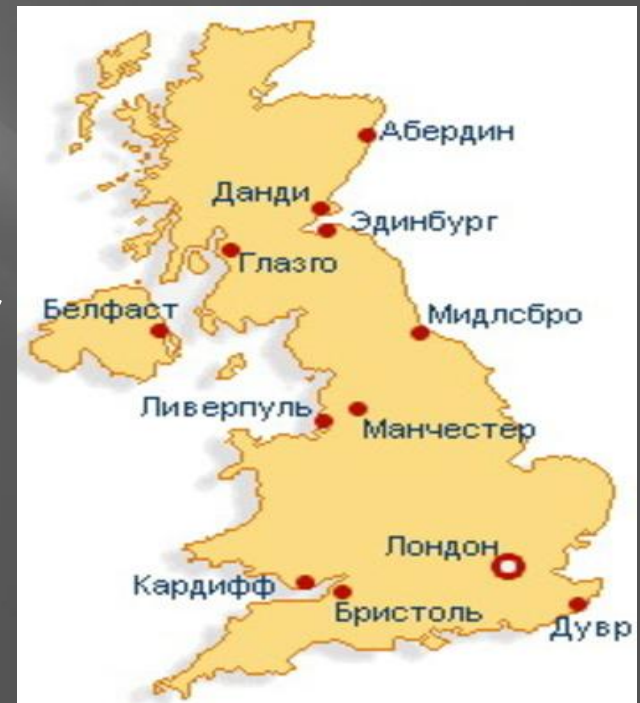 Абердин
Данди
Эдинбург
Глазго
Белфаст
Мидлсбро
Ливерпуль
Манчестер
Лондон
Кардифф
Бристоль
Дувр